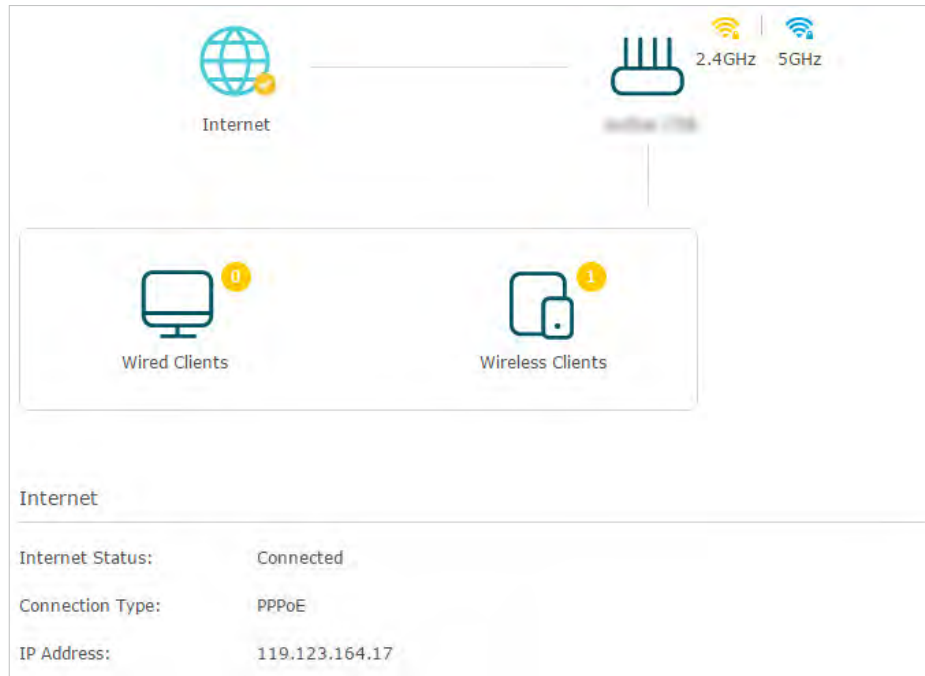 2.4GHz 5GHz
Internet
0 1
Wired Clients Wireless Clients
Internet
Internet Status: Connected
Connection Type: PPPoE
IP Address: 119.123.164.17